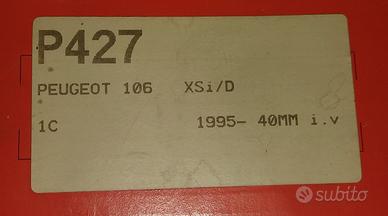 P427
PEUGEOT 106 XSi/D
1C 1995- 40MM i.v
subito